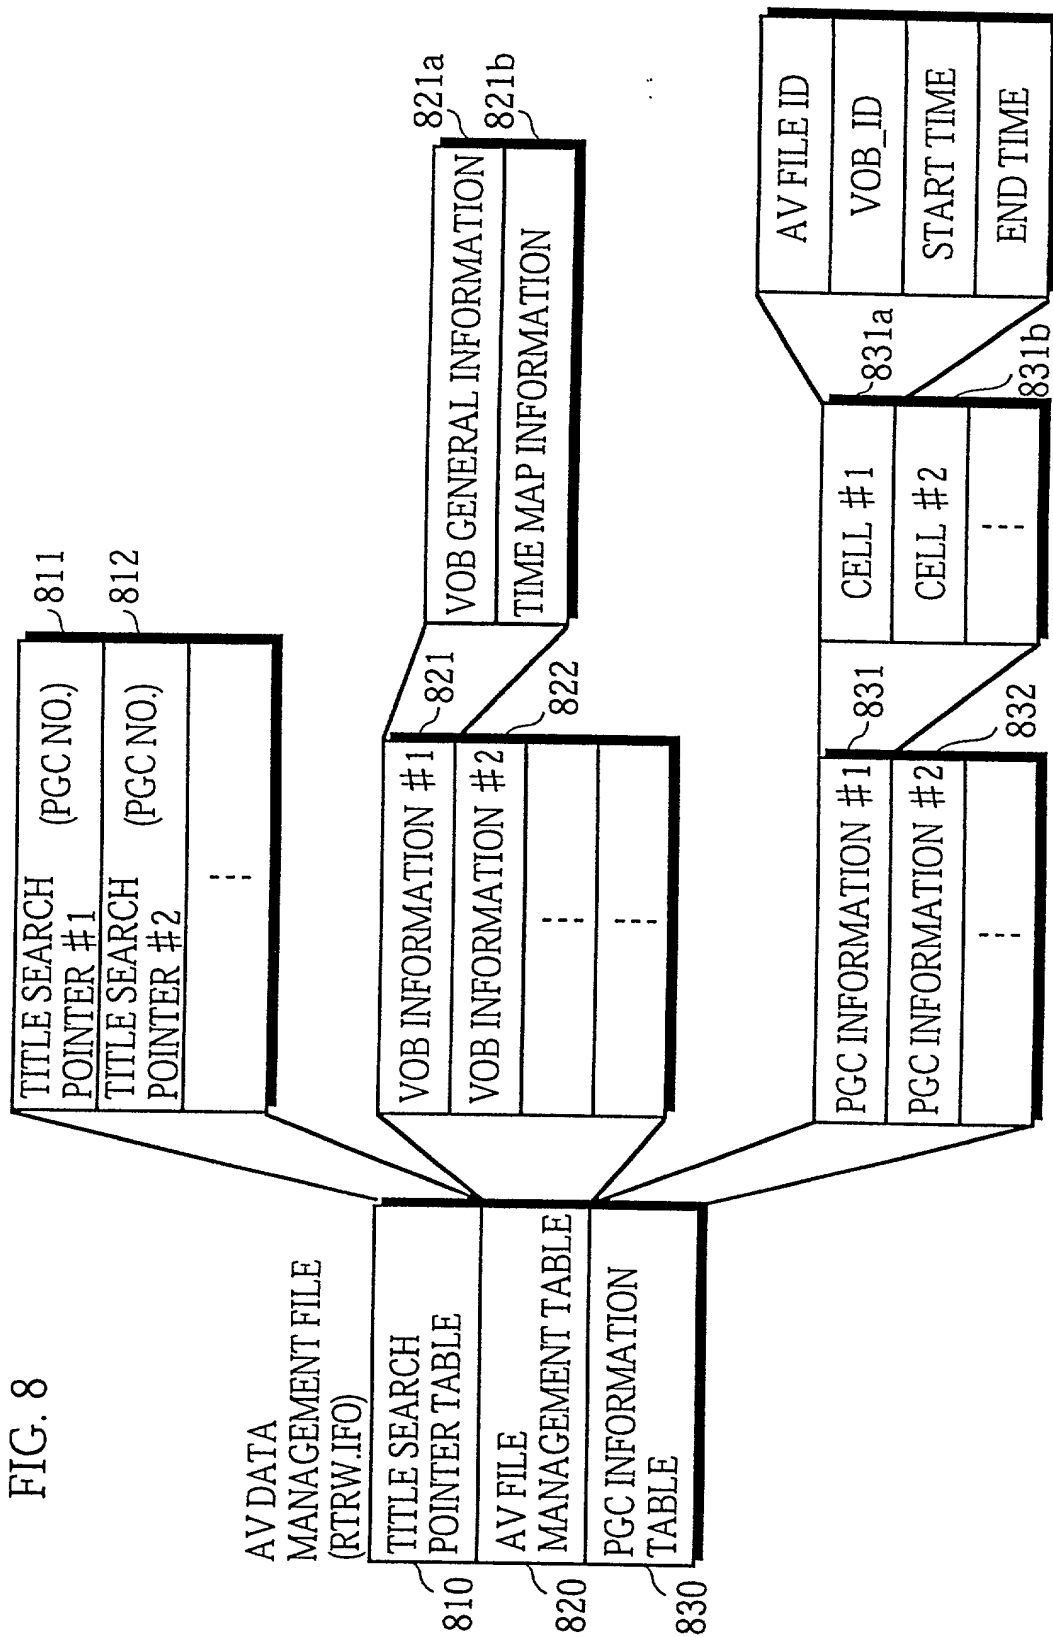 FIG. 8
AV DATA
MANAGEMENT FILE
(RTRW.IFO)
TITLE SEARCH
POINTER TABLE
810
AV FILE
MANAGEMENT TABLE
820
PGC INFORMATION
TABLE
830
TITLE SEARCH
POINTER #1 (PGC NO.)
811
TITLE SEARCH
POINTER #2 (PGC NO.)
812
VOB INFORMATION #1
821
VOB INFORMATION #2
822
VOB GENERAL INFORMATION
821a
TIME MAP INFORMATION
821b
PGC INFORMATION #1
831
PGC INFORMATION #2
832
CELL #1
831a
CELL #2
831b
AV FILE ID
VOB_ID
START TIME
END TIME